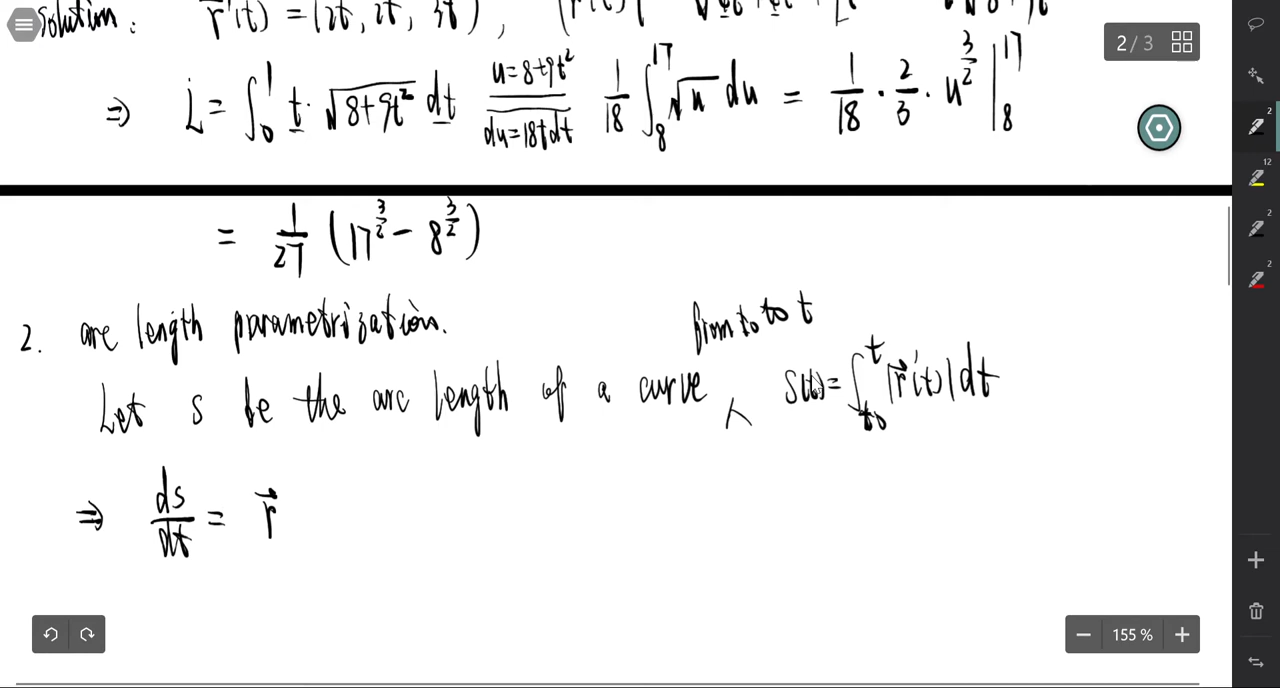 Solution: r⃗'(t) = (2t, 2t, 3t),
2 / 3
⇒ L = ∫₀¹ t · √(8+9t²) dt u=8+9t² du=18tdt 1/18 ∫₈¹⁷ √u du = 1/18 · 2/3 · u^(3/2) |₈¹⁷
= 1/27 (17^(3/2) − 8^(3/2))
2. arc length parametrization.
from t₀ to t
Let s be the arc length of a curve ∧ s(t) = ∫_{t₀}^{t} |r⃗'(t)| dt
⇒ ds/dt = r⃗
155 %